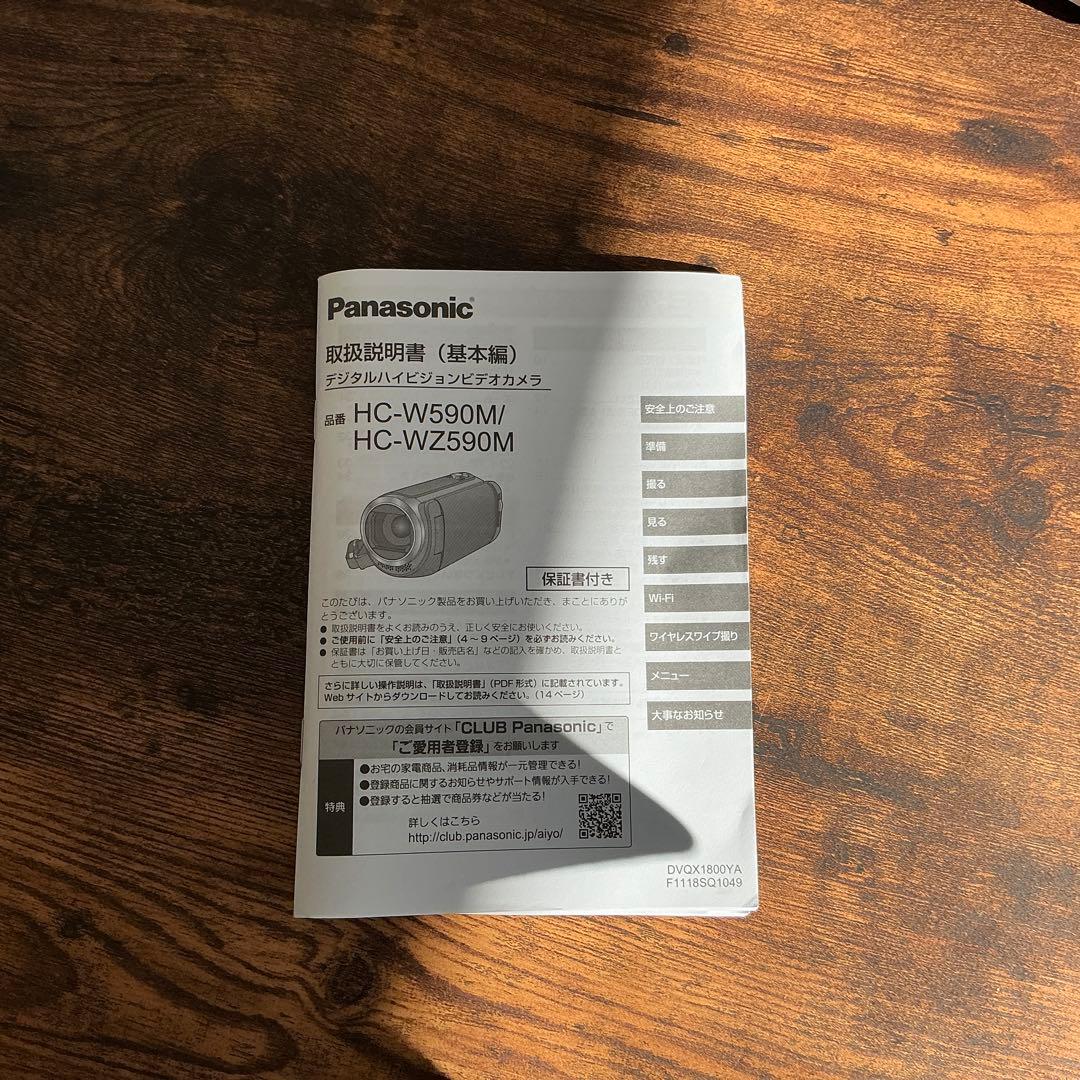 Panasonic®
取扱説明書（基本編）
デジタルハイビジョンビデオカメラ
品番 HC-W590M/
HC-WZ590M
保証書付き
このたびは、パナソニック製品をお買い上げいただき、まことにありが
とうございます。
● 取扱説明書をよくお読みのうえ、正しく安全にお使いください。
● ご使用前に「安全上のご注意」（4～9ページ）を必ずお読みください。
● 保証書は「お買い上げ日・販売店名」などの記入を確かめ、取扱説明書と
ともに大切に保管してください。
さらに詳しい操作説明は、「取扱説明書」（PDF形式）に記載されています。
Webサイトからダウンロードしてお読みください。（14ページ）
パナソニックの会員サイト「CLUB Panasonic」で
「ご愛用者登録」をお願いします
特典
●お宅の家電商品、消耗品情報が一元管理できる！
●登録商品に関するお知らせやサポート情報が入手できる！
●登録すると抽選で商品券などが当たる！
詳しくはこちら
http://club.panasonic.jp/aiyo/
安全上のご注意
準備
撮る
見る
残す
Wi-Fi
ワイヤレスワイプ撮り
メニュー
大事なお知らせ
DVQX1800YA
F1118SQ1049